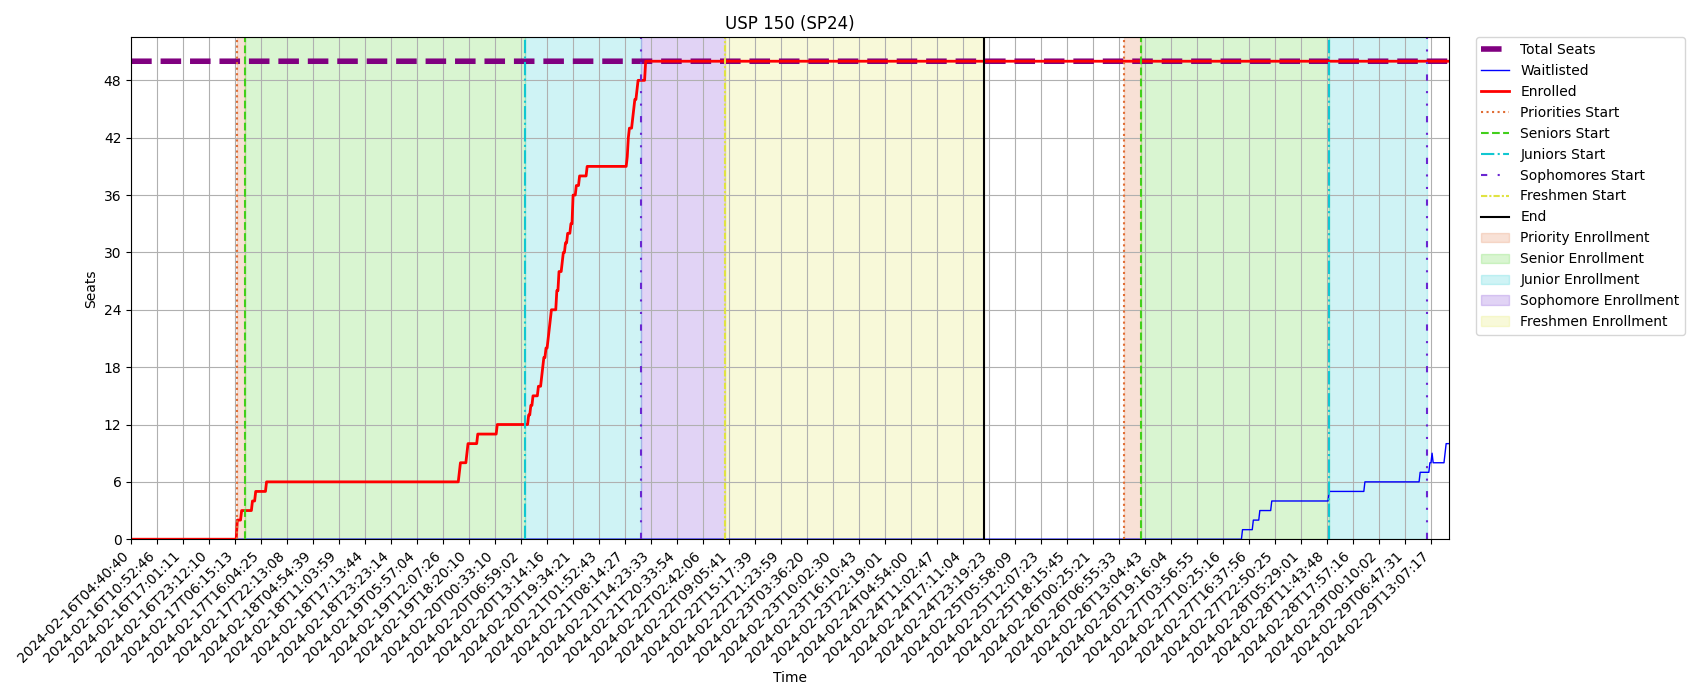 USP 150 (SP24)
Total Seats
Waitlisted
Enrolled
Priorities Start
Seniors Start
Juniors Start
Sophomores Start
Freshmen Start
End
Priority Enrollment
Senior Enrollment
Junior Enrollment
Sophomore Enrollment
Freshmen Enrollment
Seats
48
42
36
30
24
18
12
6
0
2024-02-16T04:40:40
2024-02-16T10:52:46
2024-02-16T17:01:11
2024-02-16T23:12:10
2024-02-17T06:15:13
2024-02-17T16:04:25
2024-02-17T22:13:08
2024-02-18T04:54:39
2024-02-18T11:03:59
2024-02-18T17:13:44
2024-02-18T23:23:14
2024-02-19T05:57:04
2024-02-19T12:07:26
2024-02-19T18:20:10
2024-02-20T00:33:10
2024-02-20T06:59:02
2024-02-20T13:14:16
2024-02-20T19:34:21
2024-02-21T01:52:43
2024-02-21T08:14:27
2024-02-21T14:23:33
2024-02-21T20:33:54
2024-02-22T02:42:06
2024-02-22T09:05:41
2024-02-22T15:17:39
2024-02-22T21:23:59
2024-02-23T03:36:20
2024-02-23T10:02:30
2024-02-23T16:10:43
2024-02-23T22:19:01
2024-02-24T04:54:00
2024-02-24T11:02:47
2024-02-24T17:11:04
2024-02-24T23:19:23
2024-02-25T05:58:09
2024-02-25T12:07:23
2024-02-25T18:15:45
2024-02-26T00:25:21
2024-02-26T06:55:33
2024-02-26T13:04:43
2024-02-26T19:16:04
2024-02-27T03:56:55
2024-02-27T10:25:16
2024-02-27T16:37:56
2024-02-27T22:50:25
2024-02-28T05:29:01
2024-02-28T11:43:48
2024-02-28T17:57:16
2024-02-29T00:10:02
2024-02-29T06:47:31
2024-02-29T13:07:17
Time